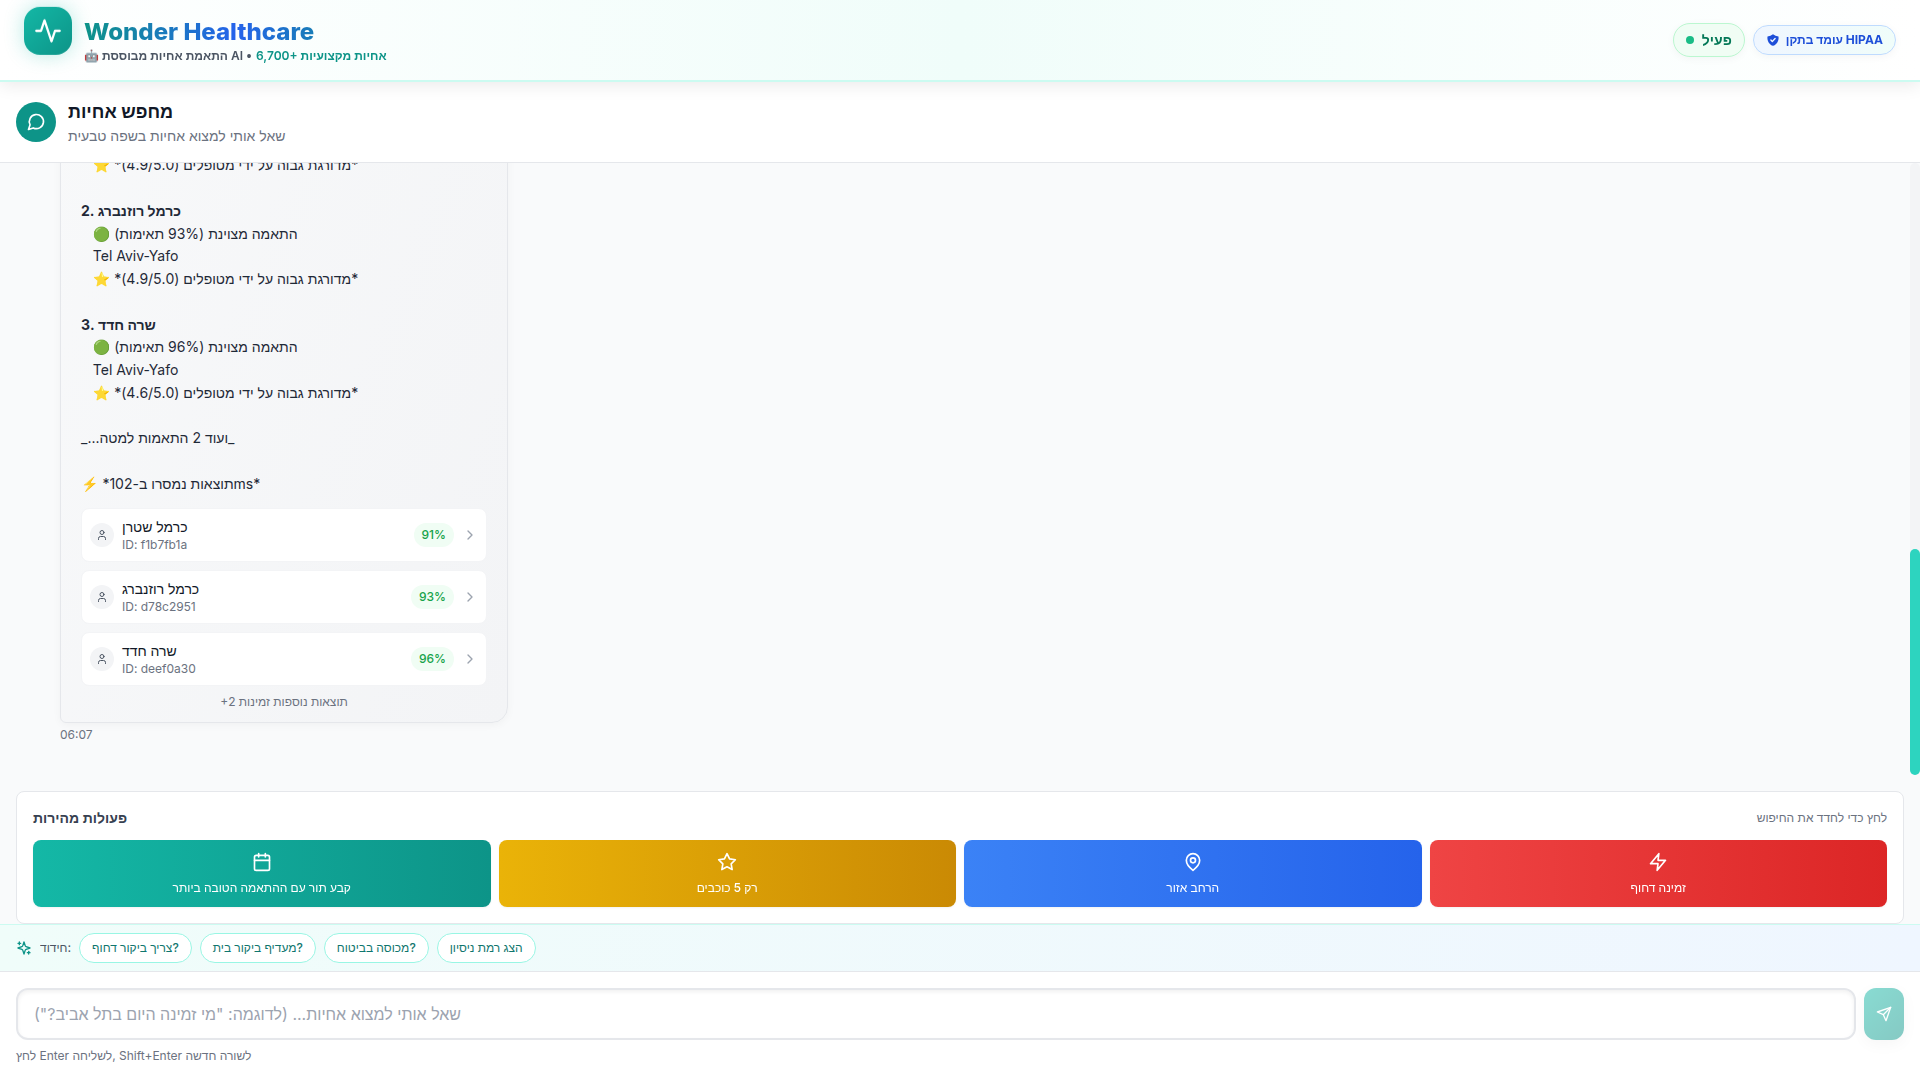 Wonder Healthcare
🤖 התאמת אחיות מבוססת AI • 6,700+ אחיות מקצועיות
פעיל
עומד בתקן HIPAA
מחפש אחיות
שאל אותי למצוא אחיות בשפה טבעית
⭐ *מדורגת גבוה על ידי מטופלים (4.9/5.0)*
2. כרמל רוזנברג
🟢 התאמה מצוינת (93% תאימות)
Tel Aviv-Yafo
⭐ *מדורגת גבוה על ידי מטופלים (4.9/5.0)*
3. שרה חדד
🟢 התאמה מצוינת (96% תאימות)
Tel Aviv-Yafo
⭐ *מדורגת גבוה על ידי מטופלים (4.6/5.0)*
_...ועוד 2 התאמות למטה_
⚡ *תוצאות נמסרו ב-102ms*
כרמל שטרן
ID: f1b7fb1a
91%
כרמל רוזנברג
ID: d78c2951
93%
שרה חדד
ID: deef0a30
96%
+2 תוצאות נוספות זמינות
06:07
פעולות מהירות
לחץ כדי לחדד את החיפוש
קבע תור עם ההתאמה הטובה ביותר
רק 5 כוכבים
הרחב אזור
זמינה דחוף
חידוד:
צריך ביקור דחוף?
מעדיף ביקור בית?
מכוסה בביטוח?
הצג רמת ניסיון
שאל אותי למצוא אחיות... (לדוגמה: "מי זמינה היום בתל אביב?")
לחץ Enter לשליחה, Shift+Enter לשורה חדשה